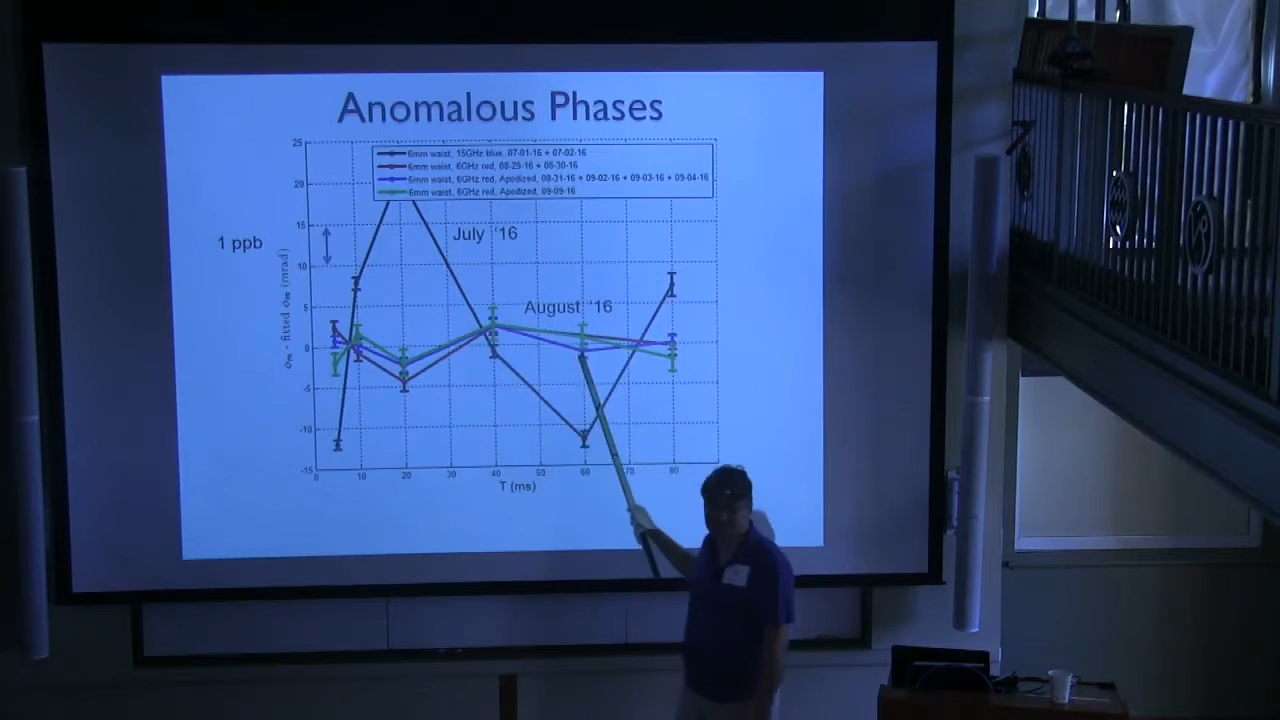 Anomalous Phases
25
20
15
10
5
0
-5
-10
-15
6mm waist, 15GHz blue, 07-01-16 + 07-02-16
6mm waist, 6GHz red, 08-29-16 + 08-30-16
6mm waist, 6GHz red, Apodized, 08-31-16 + 09-02-16 + 09-03-16 + 09-04-16
6mm waist, 6GHz red, Apodized, 09-09-16
1 ppb
July '16
August '16
- fitted
(mrad)
0 10 20 30 40 50 60 70 80
T (ms)